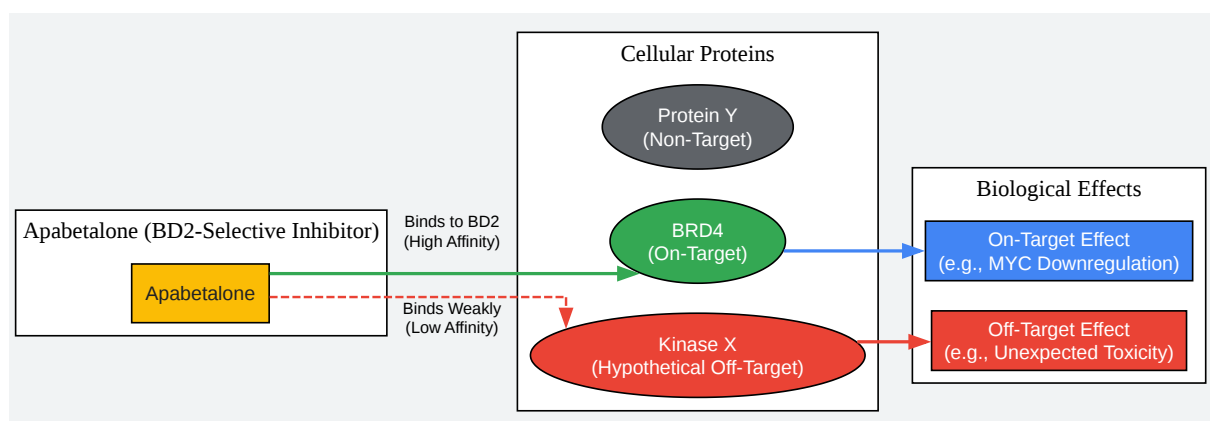 Apabetalone (BD2-Selective Inhibitor)
Apabetalone
Binds to BD2
(High Affinity)
Binds Weakly
(Low Affinity)
Cellular Proteins
Protein Y
(Non-Target)
BRD4
(On-Target)
Kinase X
(Hypothetical Off-Target)
Biological Effects
On-Target Effect
(e.g., MYC Downregulation)
Off-Target Effect
(e.g., Unexpected Toxicity)